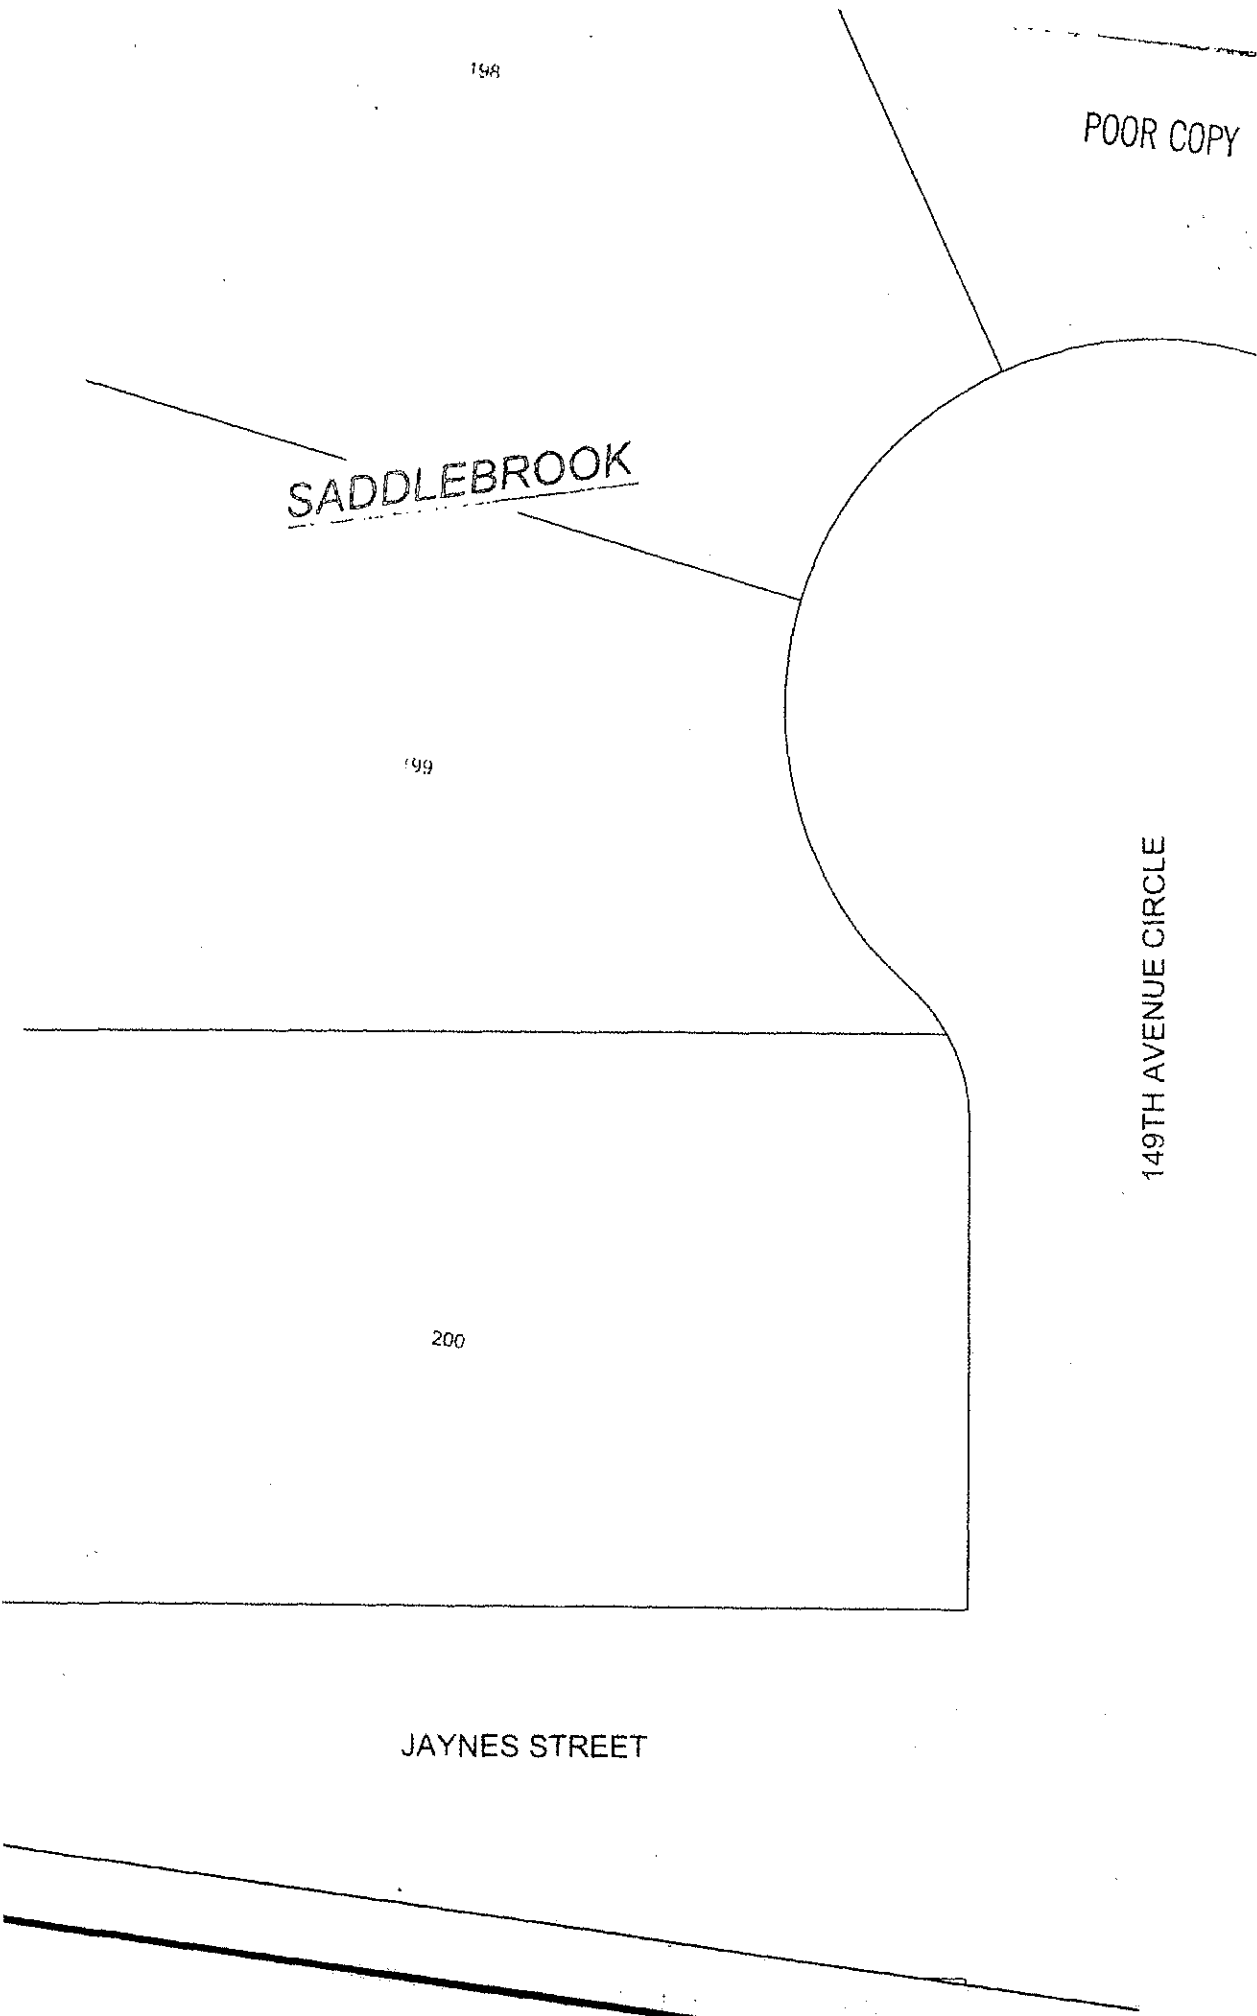 198
POOR COPY
SADDLEBROOK
199
149TH AVENUE CIRCLE
200
JAYNES STREET